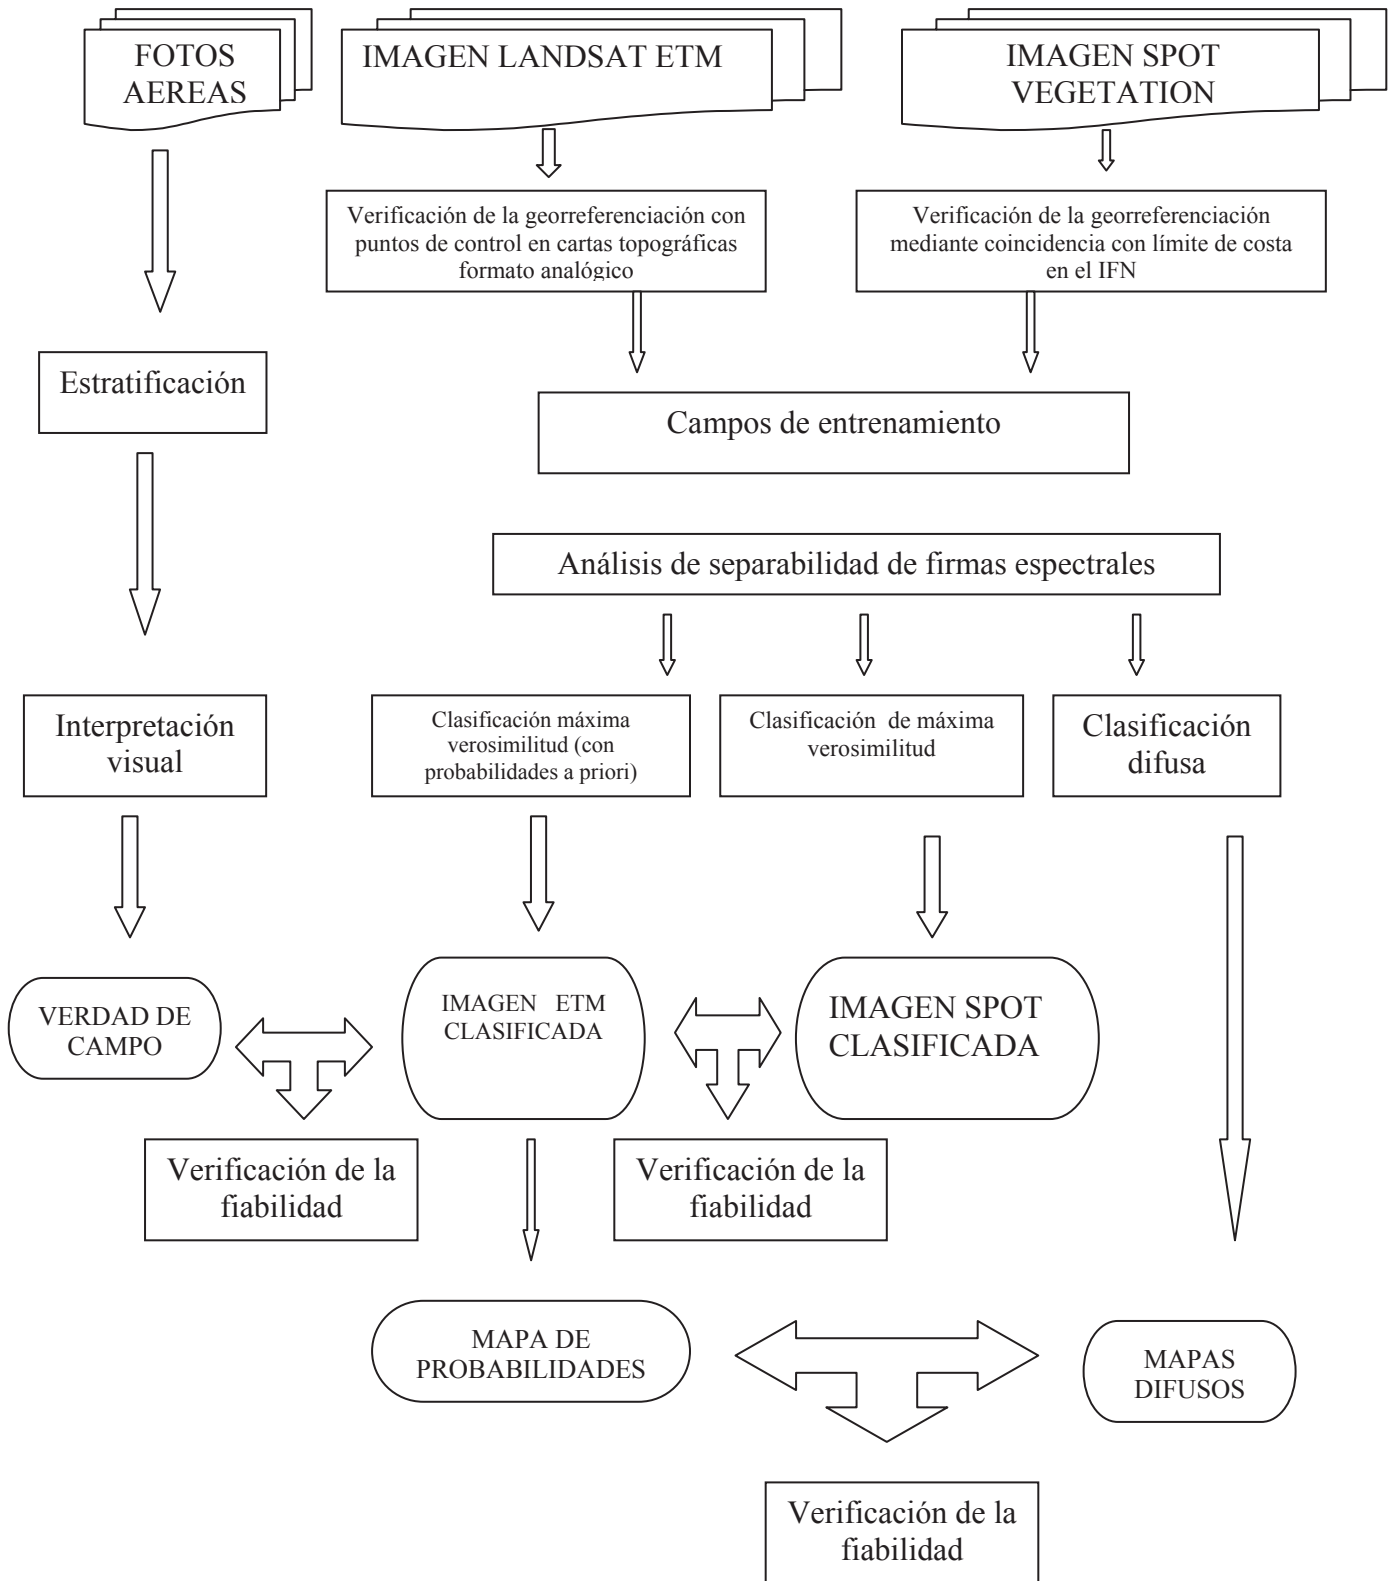 FOTOS
AEREAS
IMAGEN LANDSAT ETM
IMAGEN SPOT
VEGETATION
Verificación de la georreferenciación con
puntos de control en cartas topográficas
formato analógico
Verificación de la georreferenciación
mediante coincidencia con límite de costa
en el IFN
Estratificación
Campos de entrenamiento
Análisis de separabilidad de firmas espectrales
Interpretación
visual
Clasificación máxima
verosimilitud (con
probabilidades a priori)
Clasificación de máxima
verosimilitud
Clasificación
difusa
VERDAD DE
CAMPO
IMAGEN ETM
CLASIFICADA
IMAGEN SPOT
CLASIFICADA
Verificación de la
fiabilidad
Verificación de la
fiabilidad
MAPA DE
PROBABILIDADES
MAPAS
DIFUSOS
Verificación de la
fiabilidad